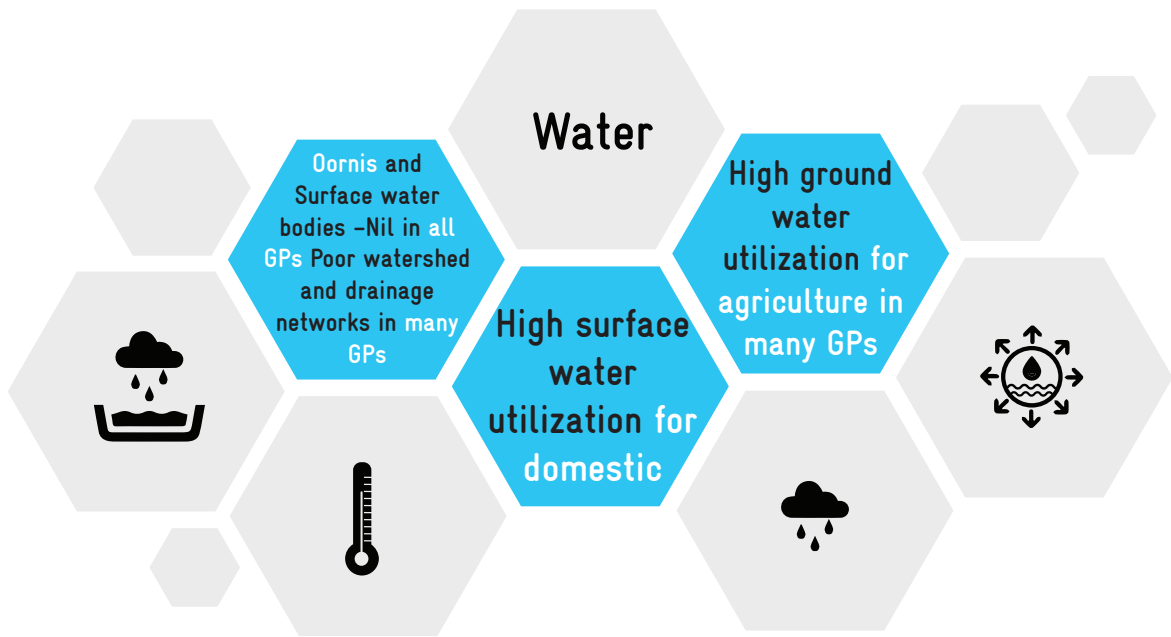 Water
Oornis and
Surface water
bodies –Nil in all
GPs Poor watershed
and drainage
networks in many
GPs
High surface
water
utilization for
domestic
High ground
water
utilization for
agriculture in
many GPs